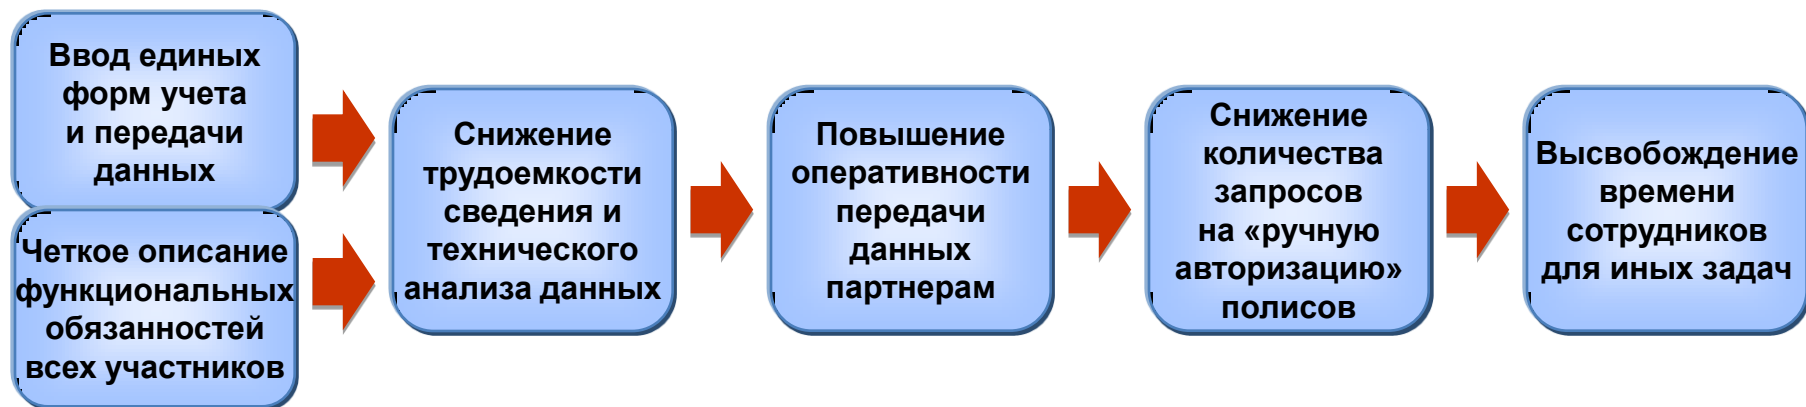 Ввод единых
форм учета
и передачи
данных
Четкое описание
функциональных
обязанностей
всех участников
Снижение
трудоемкости
сведения и
технического
анализа данных
Повышение
оперативности
передачи
данных
партнерам
Снижение
количества
запросов
на «ручную
авторизацию»
полисов
Высвобождение
времени
сотрудников
для иных задач